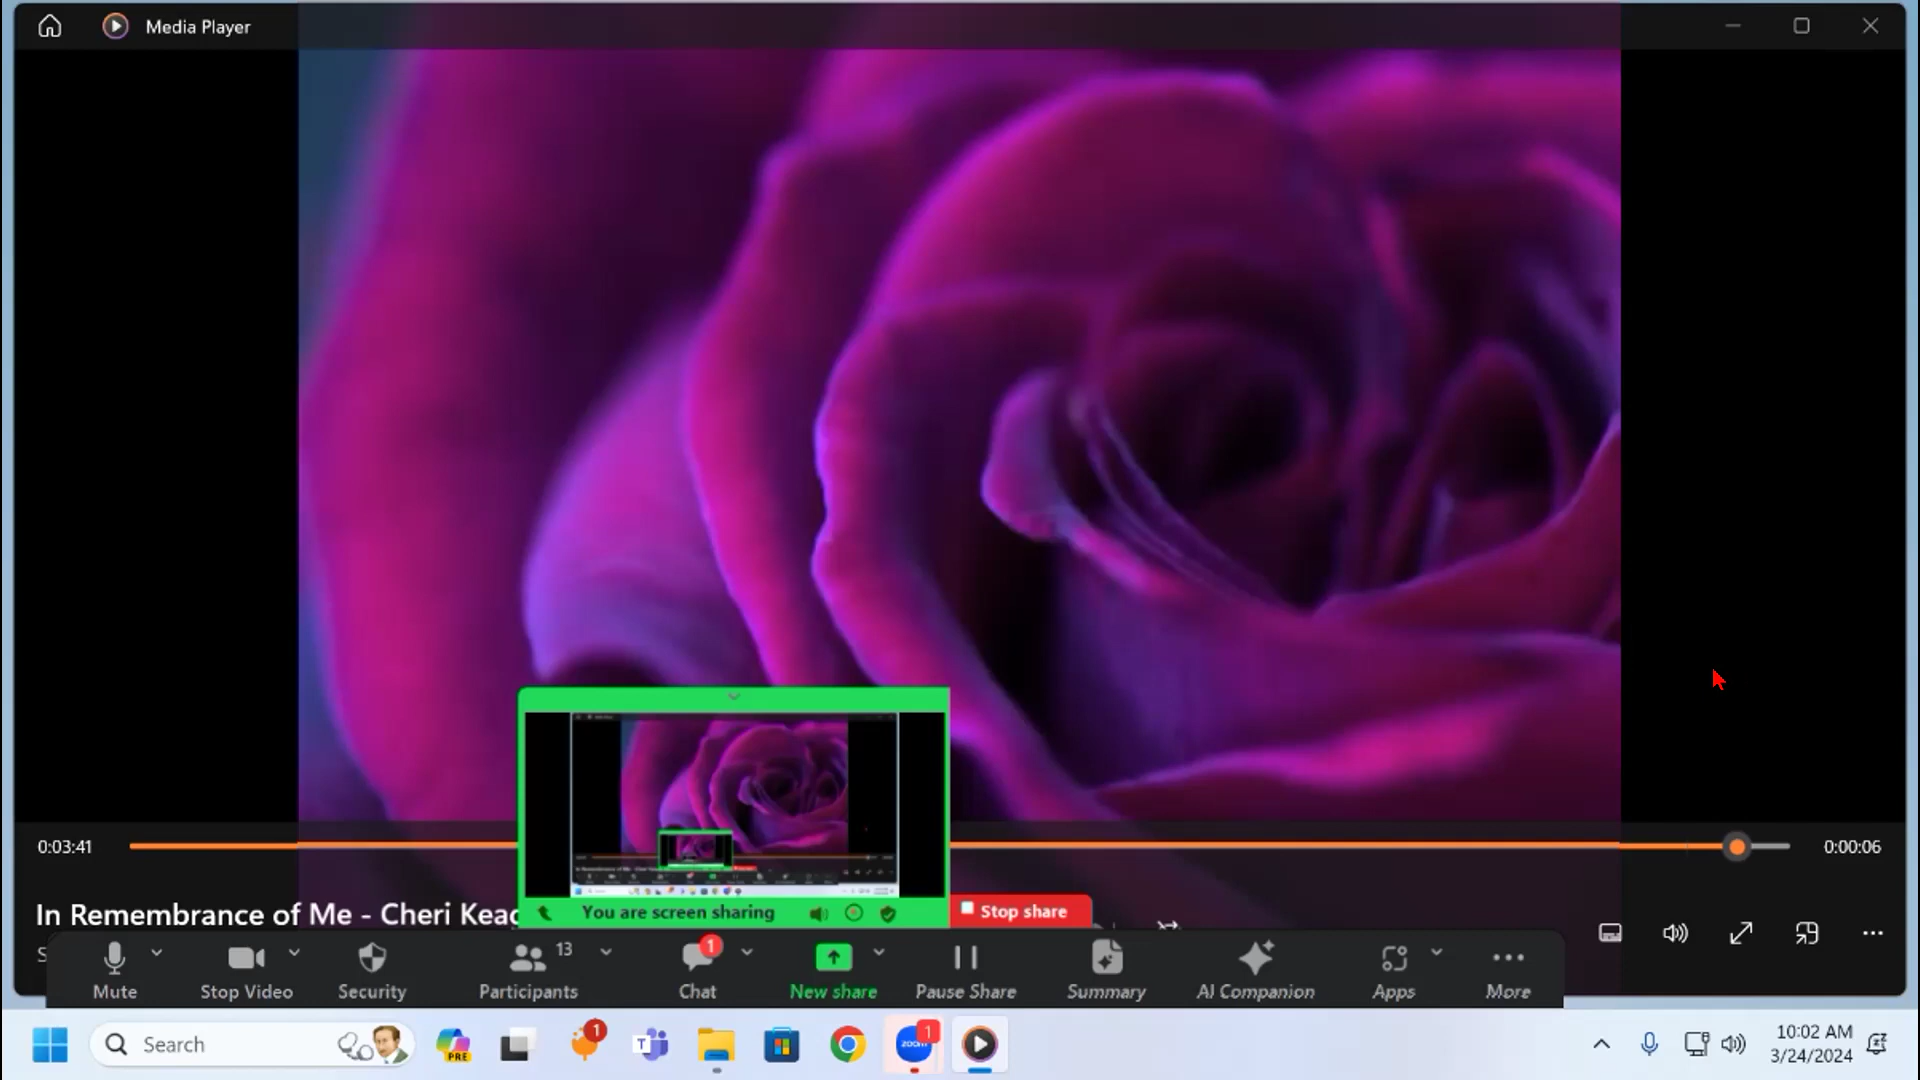 Media Player
0:03:41
0:00:06
In Remembrance of Me - Cheri Keac
S
You are screen sharing
Stop share
Mute
Stop Video
Security
13
Participants
1
Chat
New share
Pause Share
Summary
AI Companion
Apps
More
Search
PRE
1
T
zoom
1
10:02 AM
3/24/2024